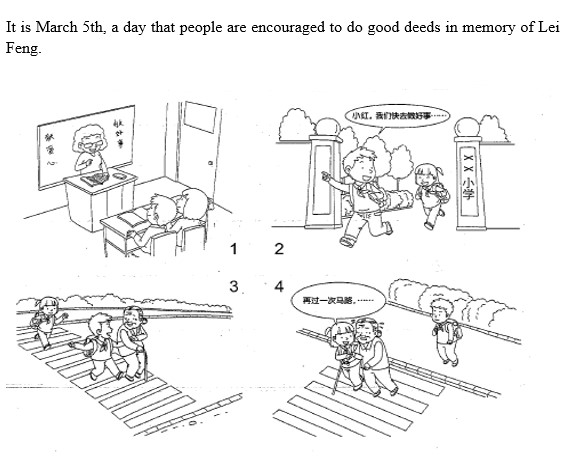 It is March 5th, a day that people are encouraged to do good deeds in memory of Lei
Feng.
献爱心
做好事
1
小红，我们快去做好事……
××小学
2
3
4
再过一次马路。……